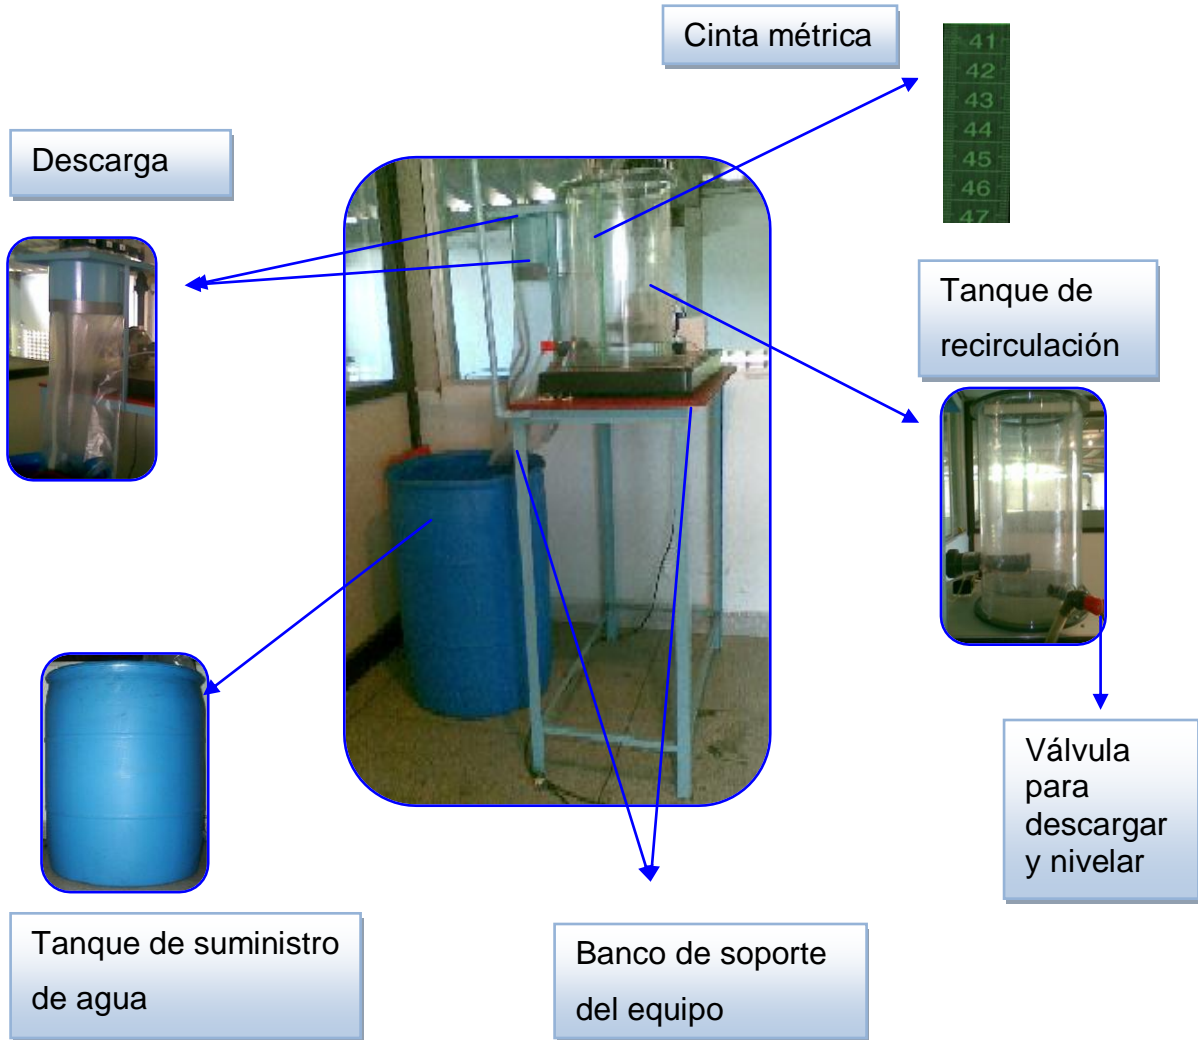 Cinta métrica
41
42
43
44
45
46
47
Descarga
Tanque de
recirculación
Válvula
para
descargar
y nivelar
Tanque de suministro
de agua
Banco de soporte
del equipo